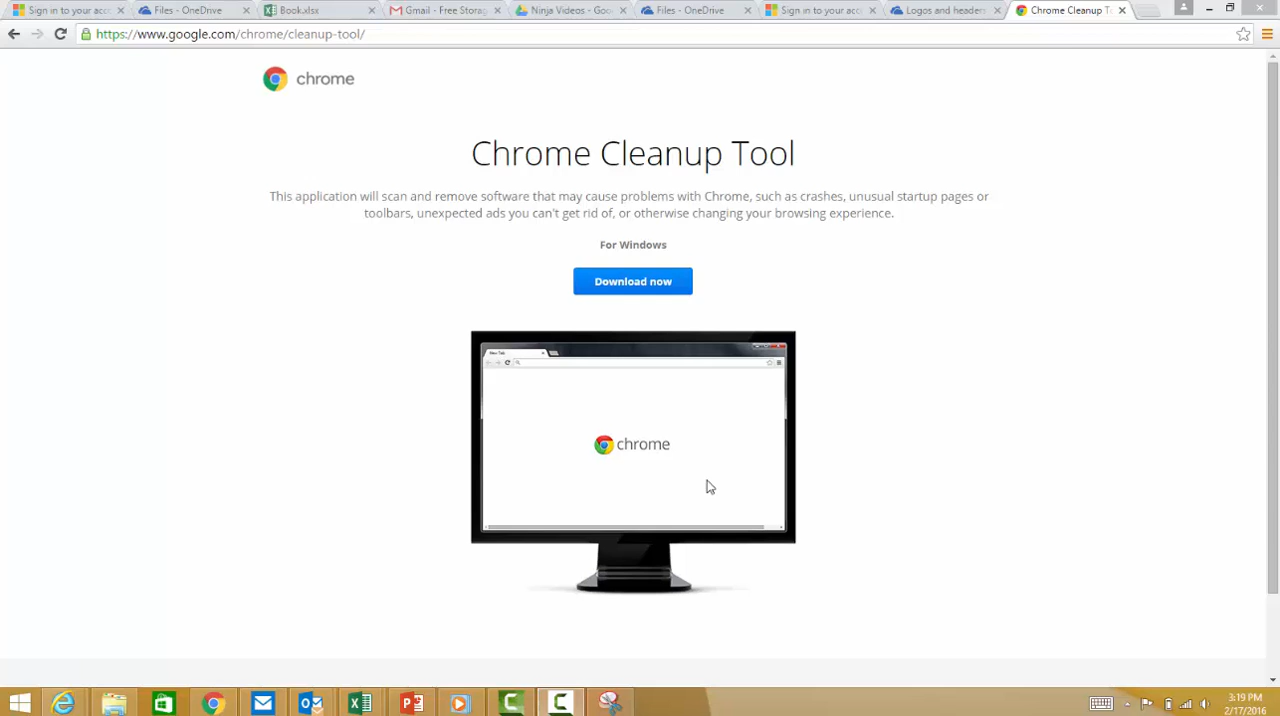 Sign in to your acc
Files - OneDrive
Book.xlsx
Gmail - Free Storag
Ninja Videos - Goo
Files - OneDrive
Sign in to your acc
Logos and headers
Chrome Cleanup T
https://www.google.com/chrome/cleanup-tool/
chrome
Chrome Cleanup Tool
This application will scan and remove software that may cause problems with Chrome, such as crashes, unusual startup pages or
toolbars, unexpected ads you can't get rid of, or otherwise changing your browsing experience.
For Windows
Download now
New Tab
chrome
3:19 PM
2/17/2016